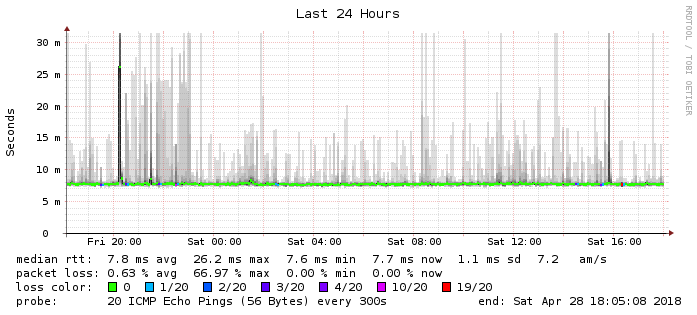 Last 24 Hours
RRDTOOL / TOBI OETIKER
Seconds
30 m
25 m
20 m
15 m
10 m
5 m
0
Fri 20:00 Sat 00:00 Sat 04:00 Sat 08:00 Sat 12:00 Sat 16:00
median rtt: 7.8 ms avg 26.2 ms max 7.6 ms min 7.7 ms now 1.1 ms sd 7.2 am/s
packet loss: 0.63 % avg 66.97 % max 0.00 % min 0.00 % now
loss color: 0 1/20 2/20 3/20 4/20 10/20 19/20
probe: 20 ICMP Echo Pings (56 Bytes) every 300s end: Sat Apr 28 18:05:08 2018